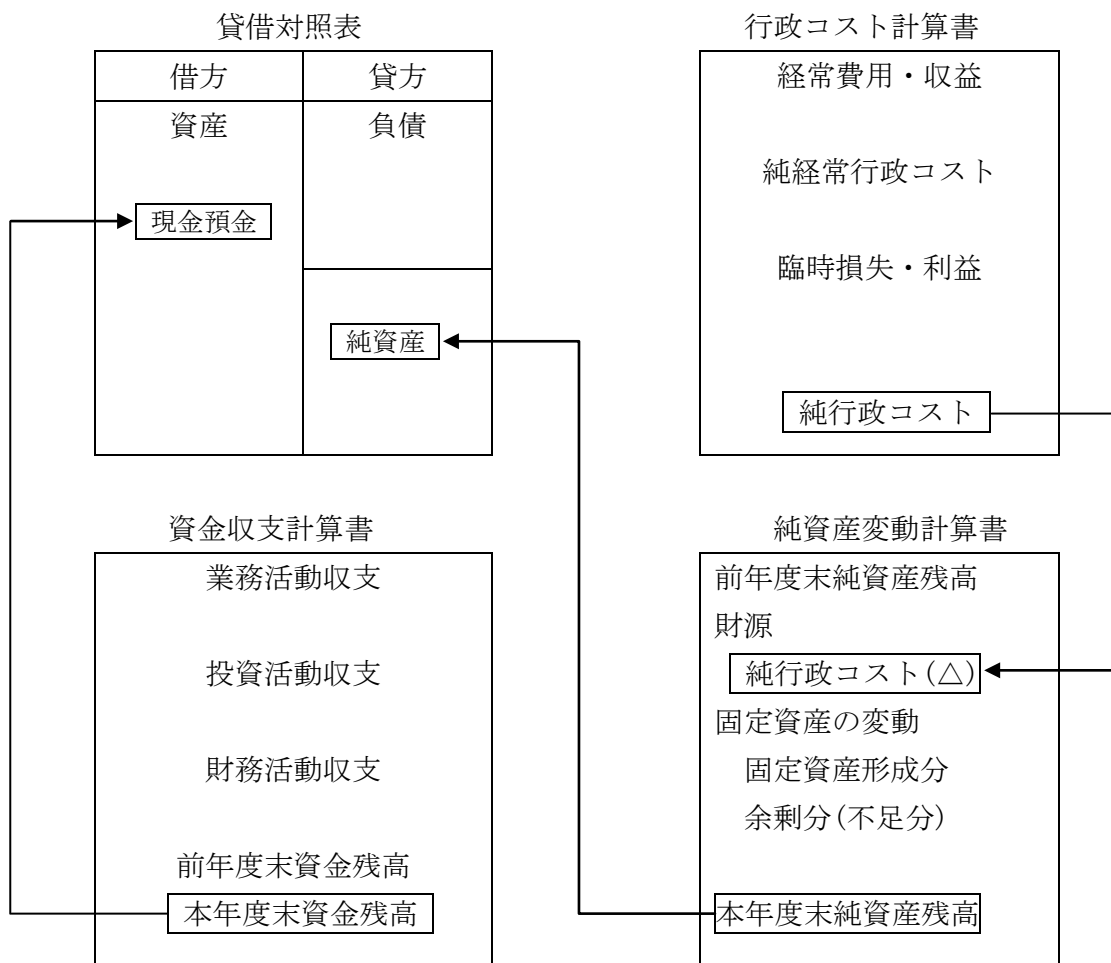 貸借対照表
借方 貸方
資産 負債
現金預金
純資産
行政コスト計算書
経常費用・収益
純経常行政コスト
臨時損失・利益
純行政コスト
資金収支計算書
業務活動収支
投資活動収支
財務活動収支
前年度末資金残高
本年度末資金残高
純資産変動計算書
前年度末純資産残高
財源
純行政コスト(△)
固定資産の変動
固定資産形成分
余剰分(不足分)
本年度末純資産残高